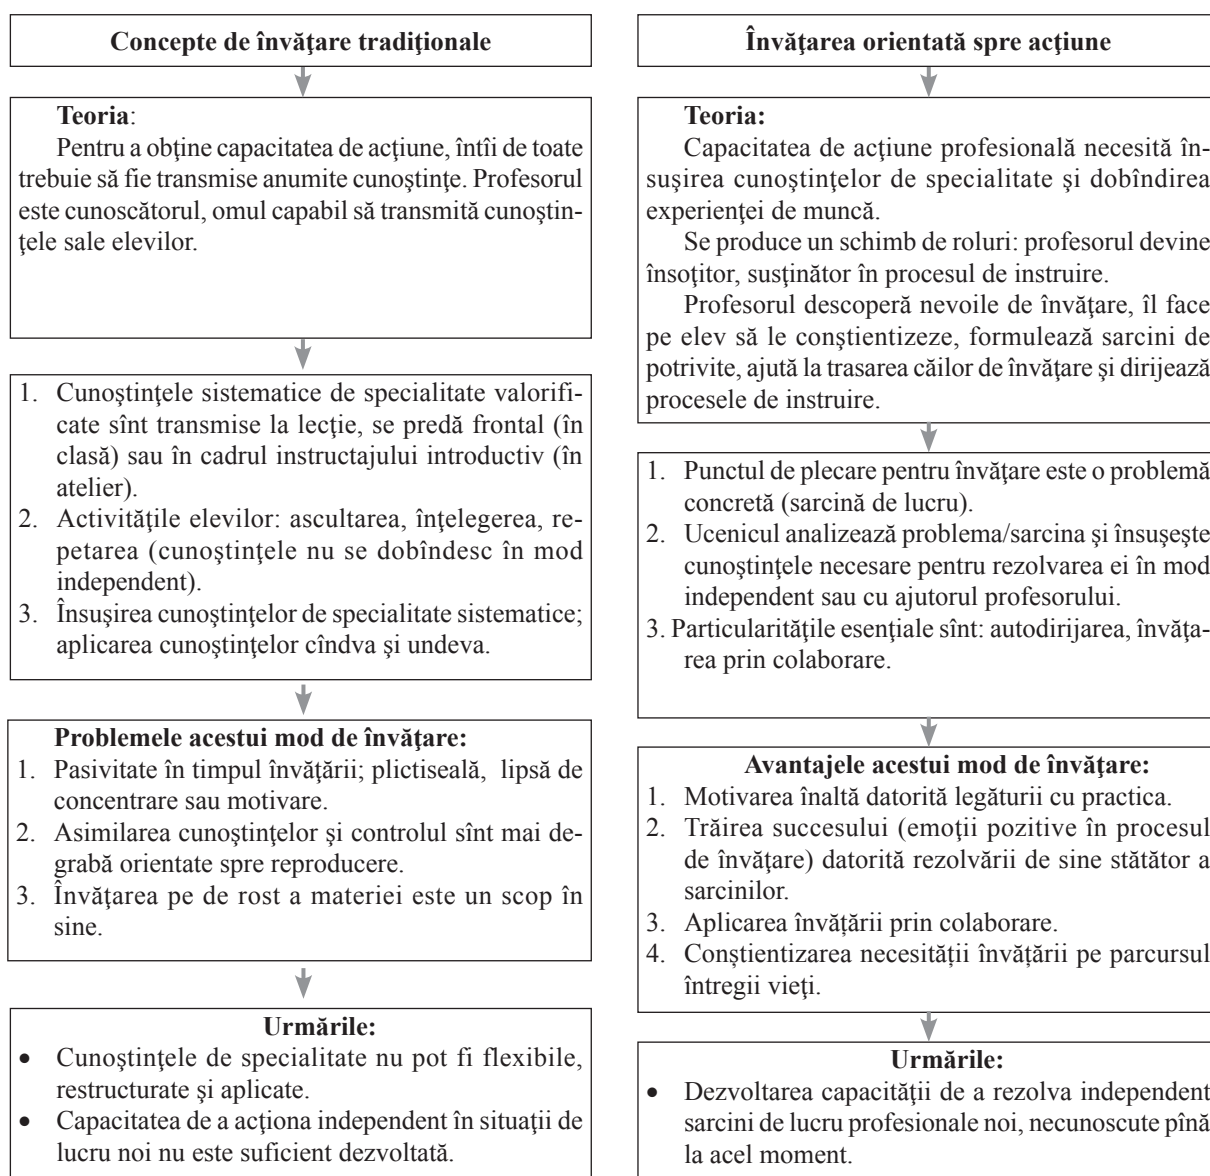 Concepte de învăţare tradiţionale
Teoria:
Pentru a obţine capacitatea de acţiune, întîi de toate
trebuie să fie transmise anumite cunoştinţe. Profesorul
este cunoscătorul, omul capabil să transmită cunoştin-
ţele sale elevilor.
1. Cunoştinţele sistematice de specialitate valorifi-
cate sînt transmise la lecţie, se predă frontal (în
clasă) sau în cadrul instructajului introductiv (în
atelier).
2. Activităţile elevilor: ascultarea, înţelegerea, re-
petarea (cunoştinţele nu se dobîndesc în mod
independent).
3. Însuşirea cunoştinţelor de specialitate sistematice;
aplicarea cunoştinţelor cîndva şi undeva.
Problemele acestui mod de învăţare:
1. Pasivitate în timpul învăţării; plictiseală, lipsă de
concentrare sau motivare.
2. Asimilarea cunoştinţelor şi controlul sînt mai de-
grabă orientate spre reproducere.
3. Învăţarea pe de rost a materiei este un scop în
sine.
Urmările:
• Cunoştinţele de specialitate nu pot fi flexibile,
restructurate şi aplicate.
• Capacitatea de a acţiona independent în situaţii de
lucru noi nu este suficient dezvoltată.
Învăţarea orientată spre acţiune
Teoria:
Capacitatea de acţiune profesională necesită în-
suşirea cunoştinţelor de specialitate şi dobîndirea
experienţei de muncă.
Se produce un schimb de roluri: profesorul devine
însoţitor, susţinător în procesul de instruire.
Profesorul descoperă nevoile de învăţare, îl face
pe elev să le conştientizeze, formulează sarcini de
potrivite, ajută la trasarea căilor de învăţare şi dirijează
procesele de instruire.
1. Punctul de plecare pentru învăţare este o problemă
concretă (sarcină de lucru).
2. Ucenicul analizează problema/sarcina şi însuşeşte
cunoştinţele necesare pentru rezolvarea ei în mod
independent sau cu ajutorul profesorului.
3. Particularităţile esenţiale sînt: autodirijarea, învăţa-
rea prin colaborare.
Avantajele acestui mod de învăţare:
1. Motivarea înaltă datorită legăturii cu practica.
2. Trăirea succesului (emoţii pozitive în procesul
de învăţare) datorită rezolvării de sine stătător a
sarcinilor.
3. Aplicarea învățării prin colaborare.
4. Conștientizarea necesității învățării pe parcursul
întregii vieţi.
Urmările:
• Dezvoltarea capacităţii de a rezolva independent
sarcini de lucru profesionale noi, necunoscute pînă
la acel moment.